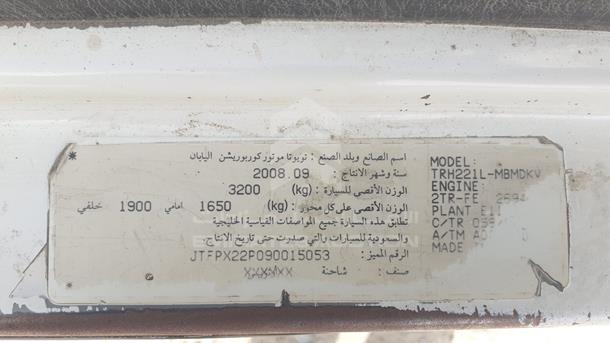 اسم الصانع وبلد الصنع : تويوتا موتور كوربوريشن اليابان
سنة وشهر الانتاج : 2008.09
الوزن الأقصى للسيارة : (kg) 3200
الوزن الأقصى على كل محور : (kg) 1650 امامي 1900 خلفي
تطابق هذه السيارة جميع المواصفات القياسية الخليجية
والسعودية للسيارات والتي صدرت حتى تاريخ الانتاج.
الرقم المميز : JTFPX22P090015053
صنف : شاحنة
MODEL:
TRH221L-MBMDKV
ENGINE:
2TR-FE 2694
PLANT
C/TR
A/TM
MADE